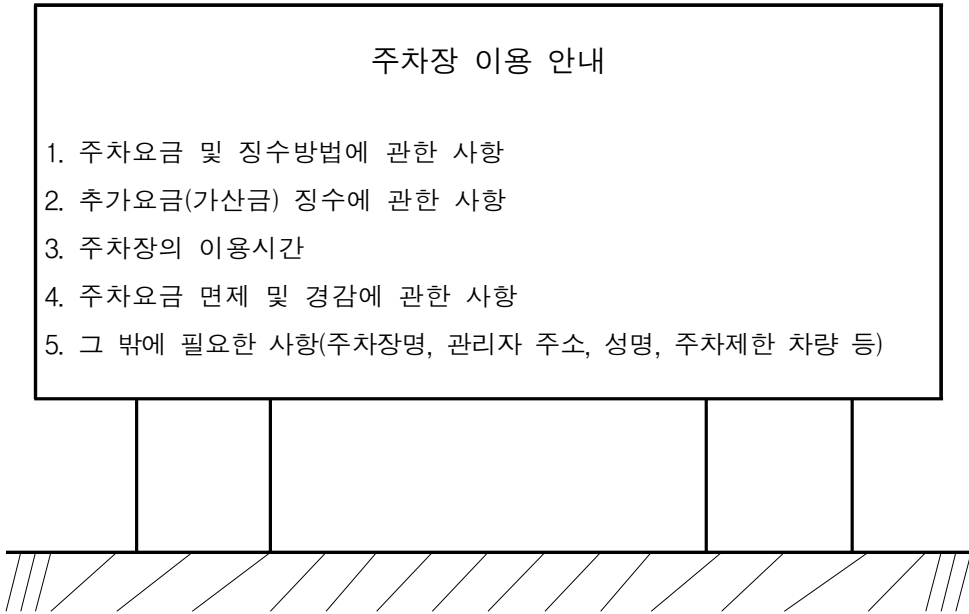 주차장 이용 안내
1. 주차요금 및 징수방법에 관한 사항
2. 추가요금(가산금) 징수에 관한 사항
3. 주차장의 이용시간
4. 주차요금 면제 및 경감에 관한 사항
5. 그 밖에 필요한 사항(주차장명, 관리자 주소, 성명, 주차제한 차량 등)